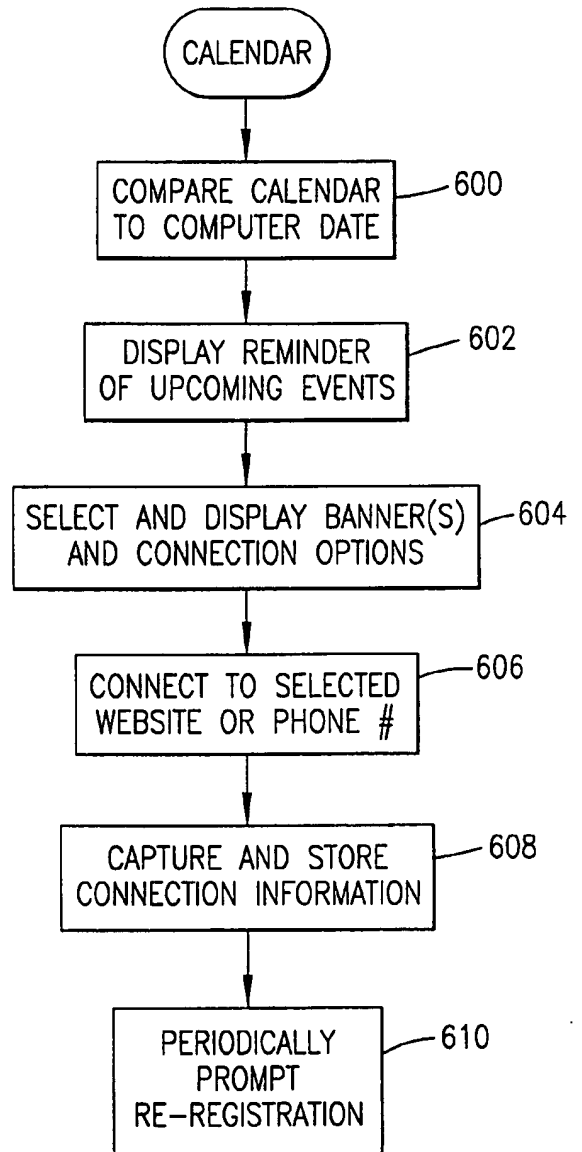 CALENDAR
COMPARE CALENDAR
TO COMPUTER DATE
600
DISPLAY REMINDER
OF UPCOMING EVENTS
602
SELECT AND DISPLAY BANNER(S)
AND CONNECTION OPTIONS
604
CONNECT TO SELECTED
WEBSITE OR PHONE #
606
CAPTURE AND STORE
CONNECTION INFORMATION
608
PERIODICALLY
PROMPT
RE-REGISTRATION
610